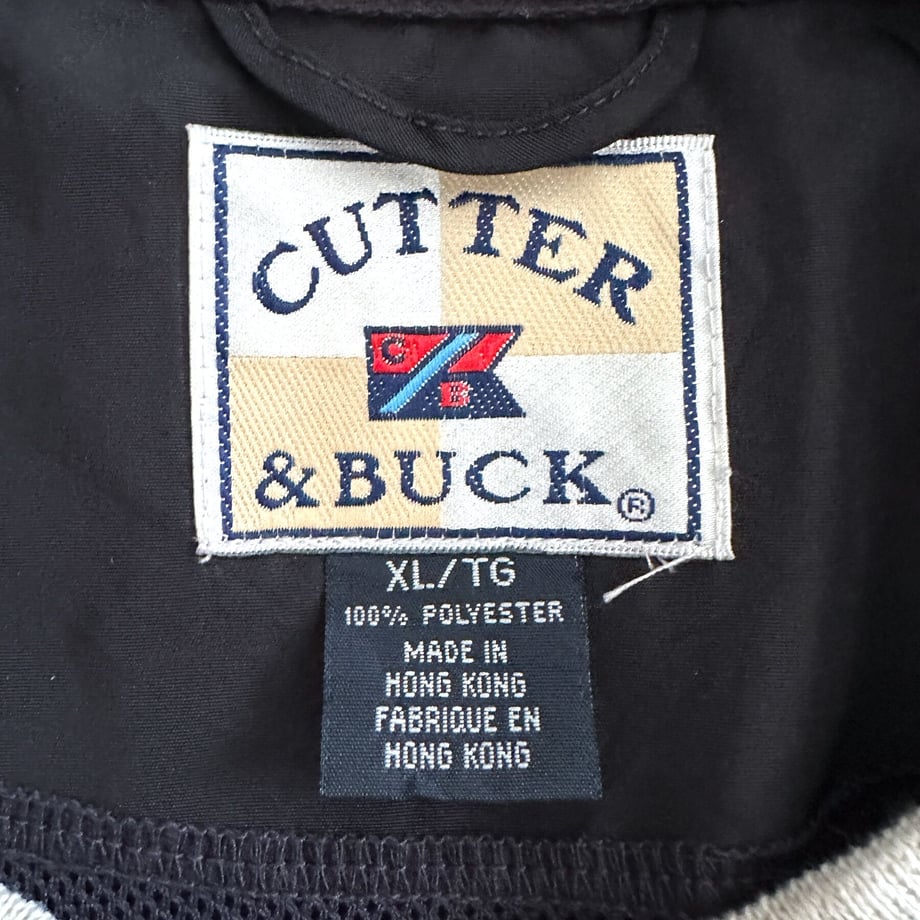 CUTTER
C
B
& BUCK®
XL/TG
100% POLYESTER
MADE IN
HONG KONG
FABRIQUE EN
HONG KONG